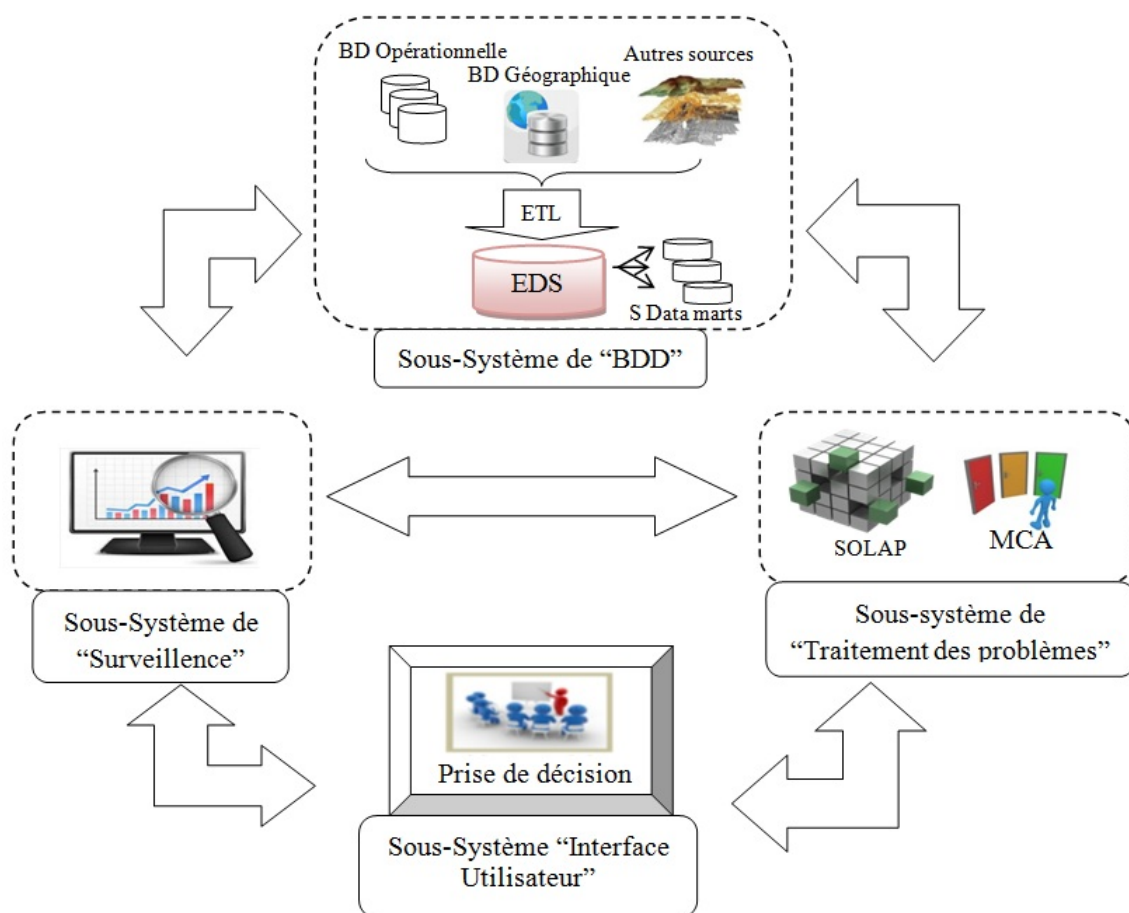 BD Opérationnelle
BD Géographique
Autres sources
ETL
EDS
S Data marts
Sous-Système de “BDD”
SOLAP
MCA
Sous-Système de
“Surveillence”
Sous-système de
“Traitement des problèmes”
Prise de décision
Sous-Système “Interface
Utilisateur”